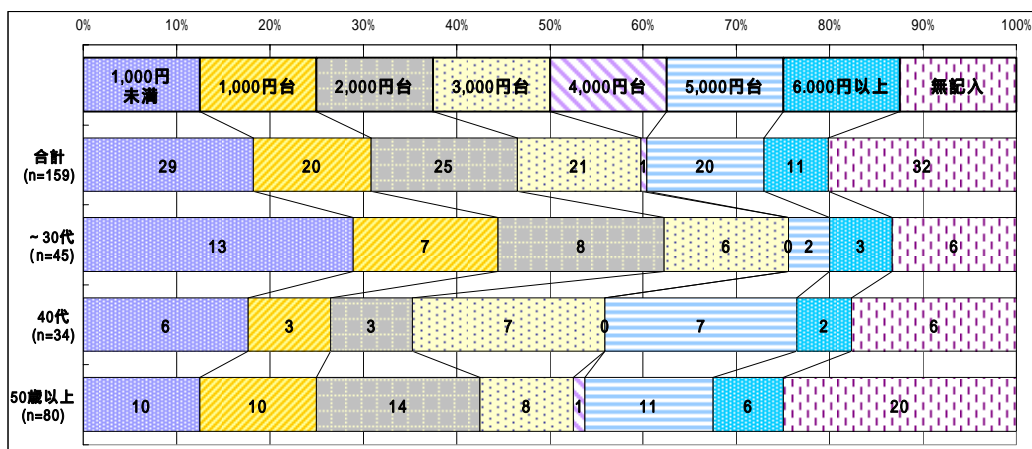 0% 10% 20% 30% 40% 50% 60% 70% 80% 90% 100%
1,000円
未満
1,000円台 2,000円台 3,000円台 4,000円台 5,000円台 6.000円以上 無記入
合計
(n=159)
29 20 25 21 1 20 11 32
~30代
(n=45)
13 7 8 6 0 2 3 6
40代
(n=34)
6 3 3 7 0 7 2 6
50歳以上
(n=80)
10 10 14 8 1 11 6 20